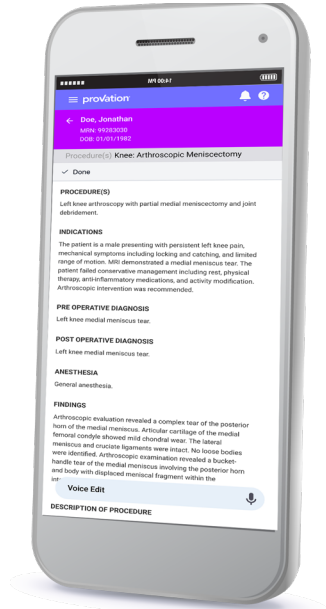 14:00 PM
provation
Doe, Jonathan
MRN: 99283030
DOB: 01/01/1982
Procedure(s) Knee: Arthroscopic Meniscectomy
Done
PROCEDURE(S)
Left knee arthroscopy with partial medial meniscectomy and joint
debridement.
INDICATIONS
The patient is a male presenting with persistent left knee pain,
mechanical symptoms including locking and catching, and limited
range of motion. MRI demonstrated a medial meniscus tear. The
patient failed conservative management including rest, physical
therapy, anti-inflammatory medications, and activity modification.
Arthroscopic intervention was recommended.
PRE OPERATIVE DIAGNOSIS
Left knee medial meniscus tear.
POST OPERATIVE DIAGNOSIS
Left knee medial meniscus tear.
ANESTHESIA
General anesthesia.
FINDINGS
Arthroscopic evaluation revealed a complex tear of the posterior
horn of the medial meniscus. Articular cartilage of the medial
femoral condyle showed mild chondral wear. The lateral
meniscus and cruciate ligaments were intact. No loose bodies
were identified. Arthroscopic examination revealed a bucket-
handle tear of the medial meniscus involving the posterior horn
and body with displaced meniscal fragment within the
Voice Edit
DESCRIPTION OF PROCEDURE